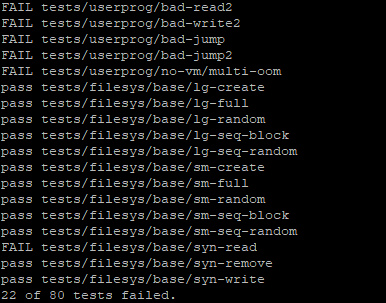 FAIL tests/userprog/bad-read2
FAIL tests/userprog/bad-write2
FAIL tests/userprog/bad-jump
FAIL tests/userprog/bad-jump2
FAIL tests/userprog/no-vm/multi-oom
pass tests/filesys/base/lg-create
pass tests/filesys/base/lg-full
pass tests/filesys/base/lg-random
pass tests/filesys/base/lg-seq-block
pass tests/filesys/base/lg-seq-random
pass tests/filesys/base/sm-create
pass tests/filesys/base/sm-full
pass tests/filesys/base/sm-random
pass tests/filesys/base/sm-seq-block
pass tests/filesys/base/sm-seq-random
FAIL tests/filesys/base/syn-read
pass tests/filesys/base/syn-remove
pass tests/filesys/base/syn-write
22 of 80 tests failed.